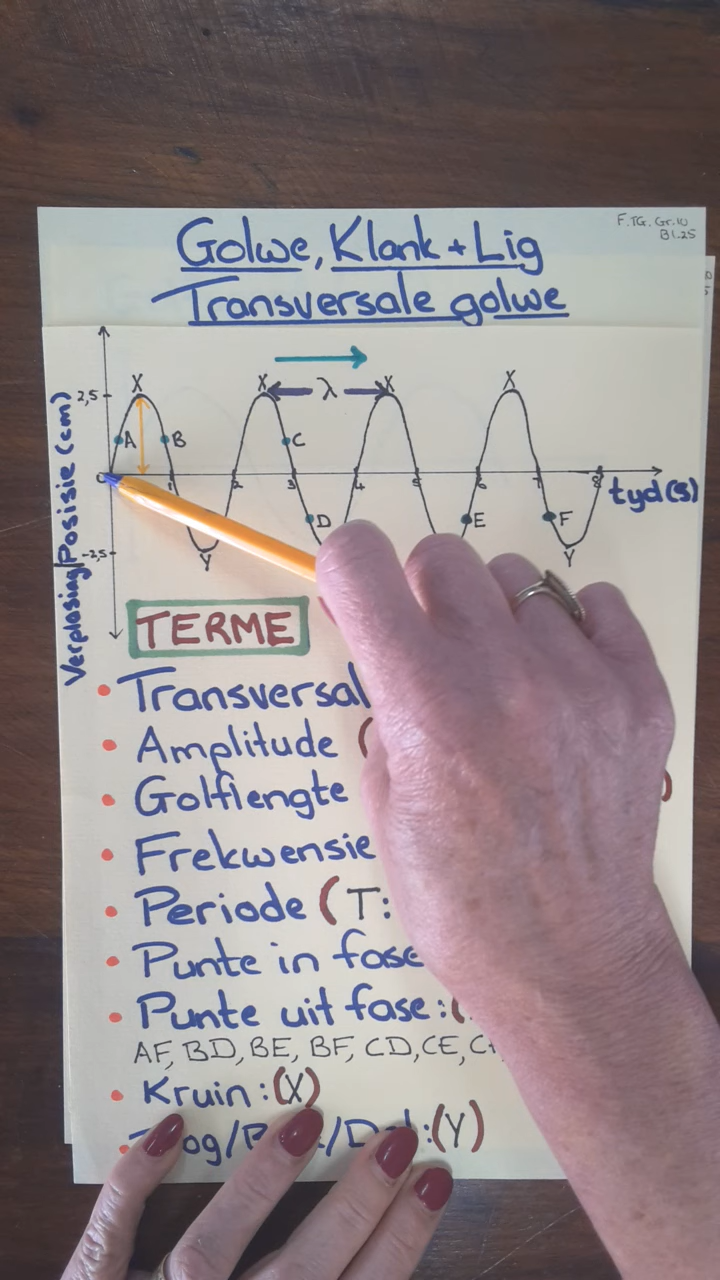 F.TG. Gr.10
Bl.25
Golwe, Klank + Lig
Transversale golwe
Verplasing/Posisie (cm)
2,5
0
-2,5
X X X X
λ
A B C
D E F
Y Y
1 2 3 4 5 6 7 8
tyd(s)
TERME
Transversal
Amplitude (
Golflengte )
Frekwensie
Periode (T:
Punte in fase
Punte uit fase:(
AF, BD, BE, BF, CD, CE,
Kruin:(X)
:(Y)